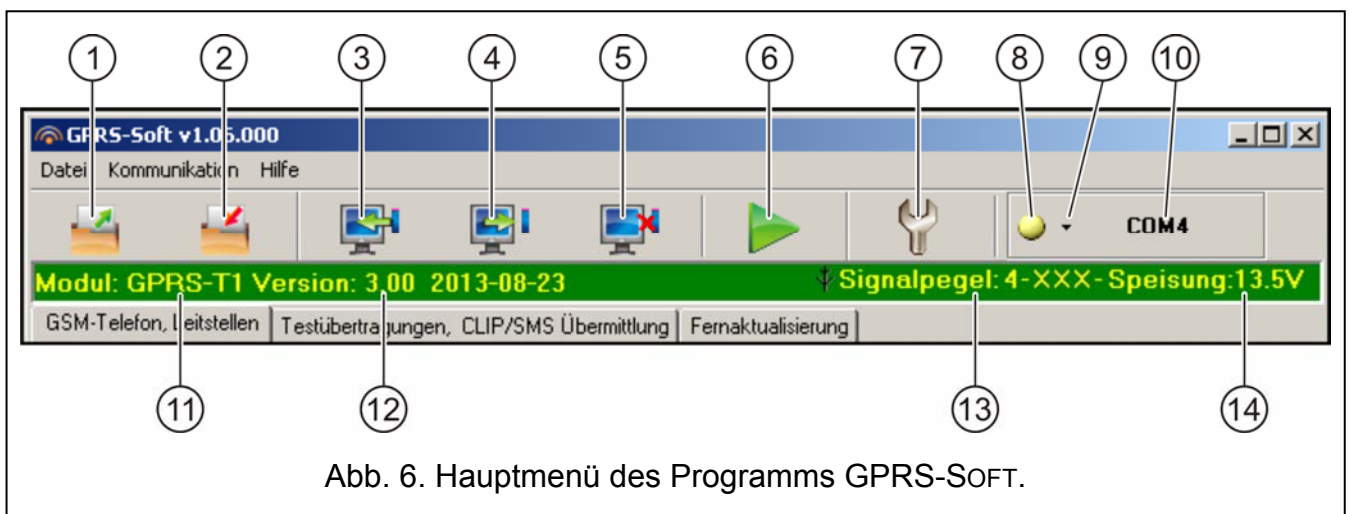 1 2 3 4 5 6 7 8 9 10
GPRS-Soft v1.05.000
Datei Kommunikation Hilfe
COM4
Modul: GPRS-T1 Version: 3.00 2013-08-23 Signalpegel: 4-XXX- Speisung:13.5V
GSM-Telefon, Leitstellen Testübertragungen, CLIP/SMS Übermittlung Fernaktualisierung
11 12 13 14
Abb. 6. Hauptmenü des Programms GPRS-SOFT.